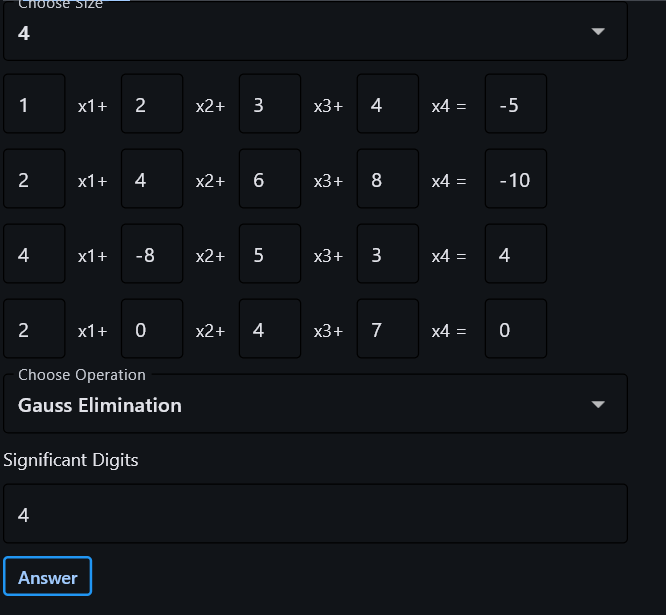 Choose Size
4
1 x1+ 2 x2+ 3 x3+ 4 x4 = -5
2 x1+ 4 x2+ 6 x3+ 8 x4 = -10
4 x1+ -8 x2+ 5 x3+ 3 x4 = 4
2 x1+ 0 x2+ 4 x3+ 7 x4 = 0
Choose Operation
Gauss Elimination
Significant Digits
4
Answer